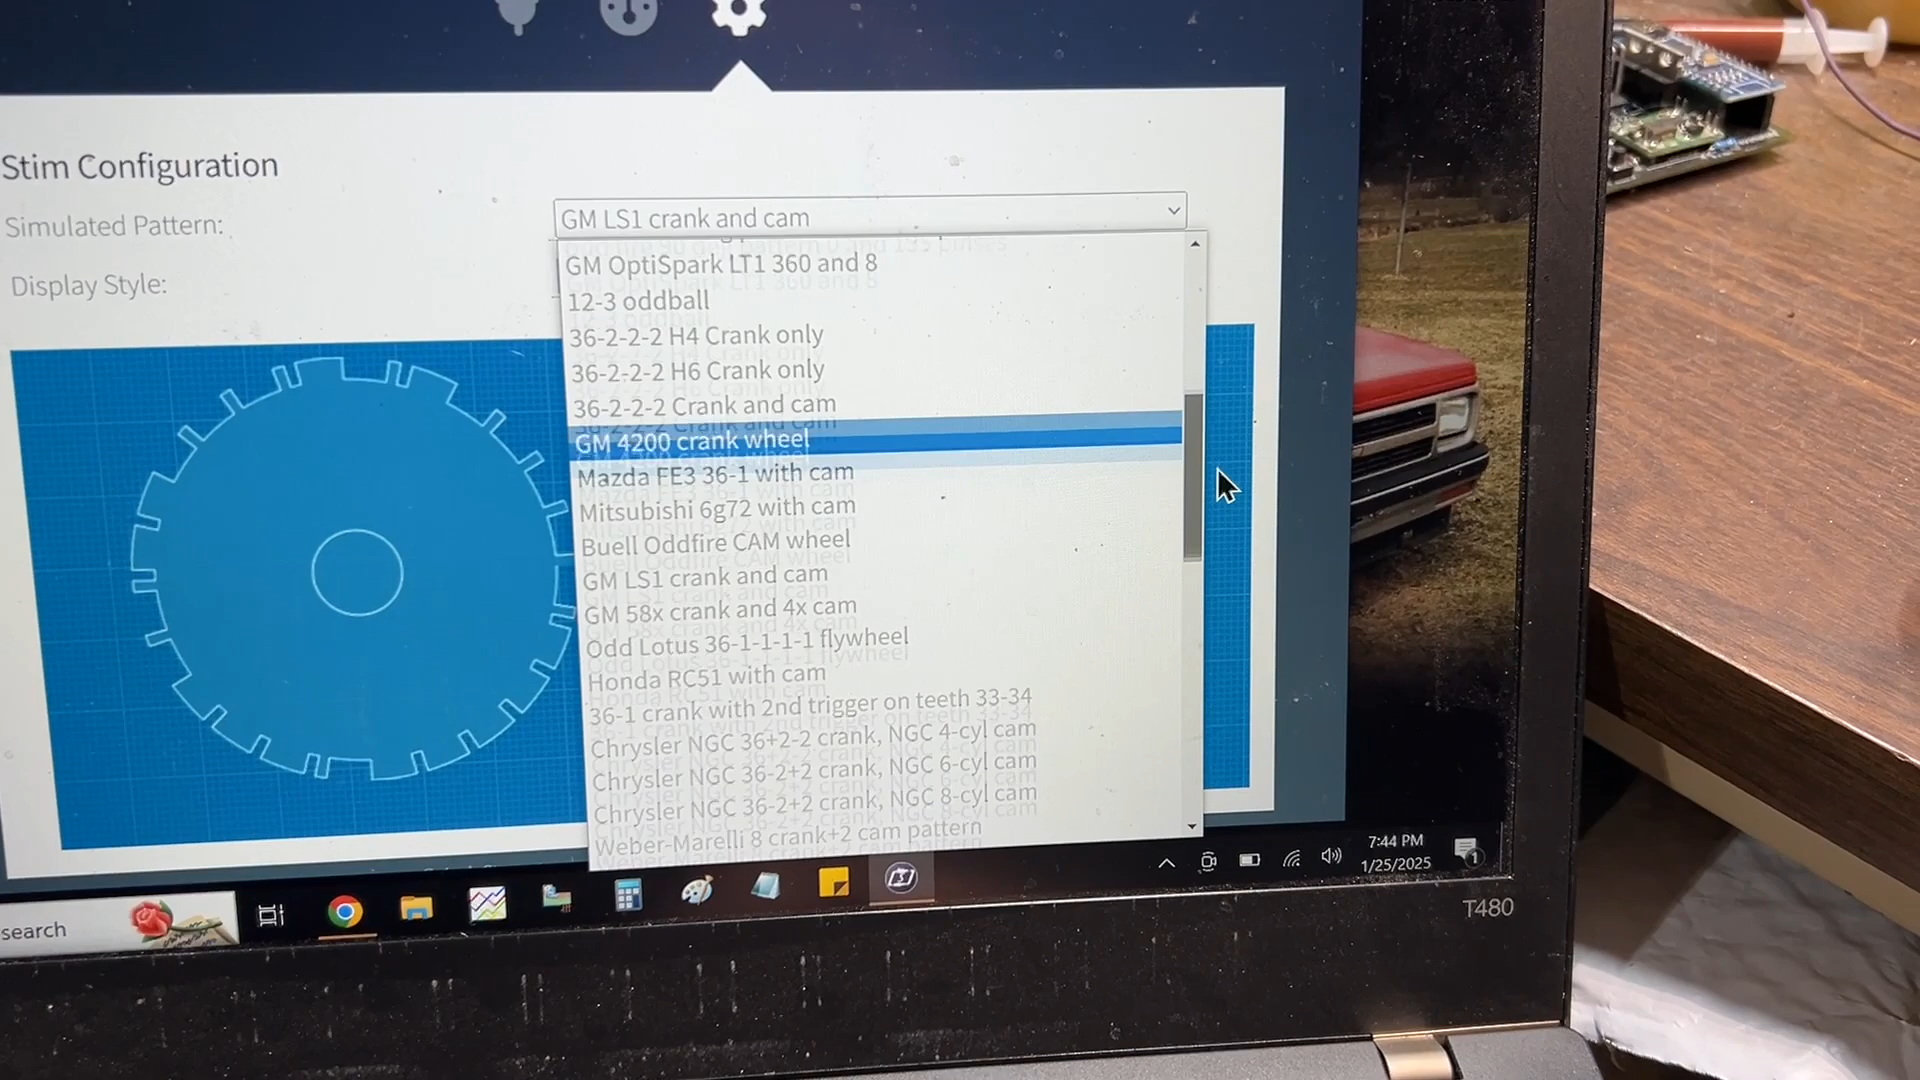 Stim Configuration
Simulated Pattern:
GM LS1 crank and cam
Display Style:
GM OptiSpark LT1 360 and 8
12-3 oddball
36-2-2-2 H4 Crank only
36-2-2-2 H6 Crank only
36-2-2-2 Crank and cam
GM 4200 crank wheel
Mazda FE3 36-1 with cam
Mitsubishi 6g72 with cam
Buell Oddfire CAM wheel
GM LS1 crank and cam
GM 58x crank and 4x cam
Odd Lotus 36-1-1-1-1 flywheel
Honda RC51 with cam
36-1 crank with 2nd trigger on teeth 33-34
Chrysler NGC 36+2-2 crank, NGC 4-cyl cam
Chrysler NGC 36-2+2 crank, NGC 6-cyl cam
Chrysler NGC 36-2+2 crank, NGC 8-cyl cam
Weber-Marelli 8 crank+2 cam pattern
search
7:44 PM
1/25/2025
1
T480